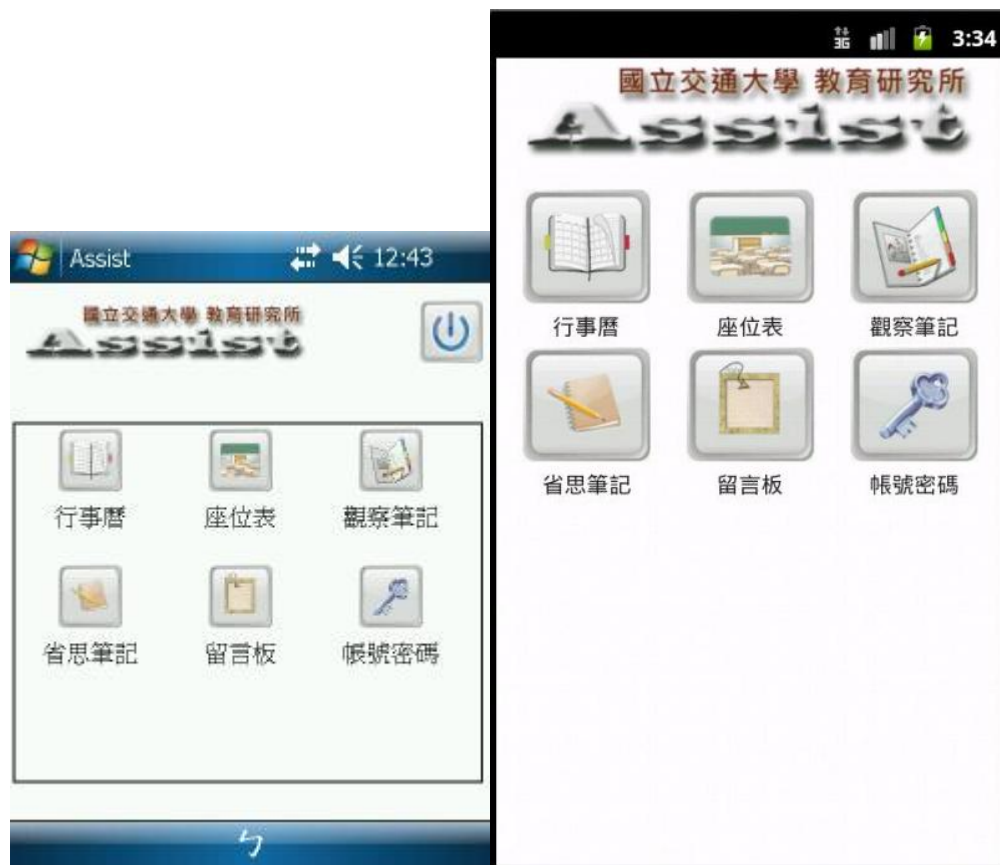 Assist 12:43
國立交通大學 教育研究所
Assist
行事曆 座位表 觀察筆記
省思筆記 留言板 帳號密碼
ㄅ
3G 3:34
國立交通大學 教育研究所
Assist
行事曆 座位表 觀察筆記
省思筆記 留言板 帳號密碼